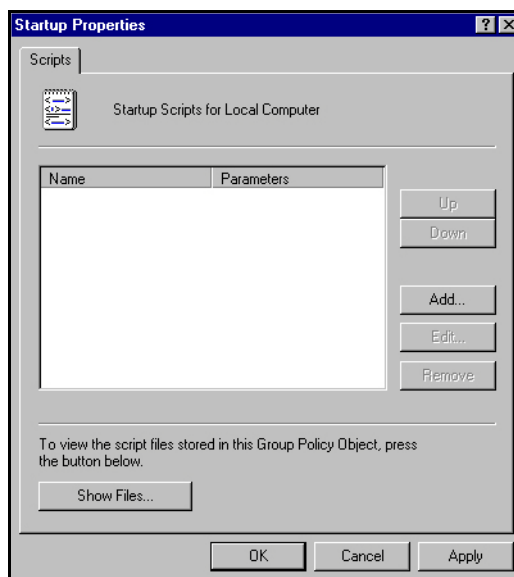 Startup Properties
Scripts
Startup Scripts for Local Computer
Name Parameters
Up
Down
Add...
Edit...
Remove
To view the script files stored in this Group Policy Object, press
the button below.
Show Files...
OK Cancel Apply